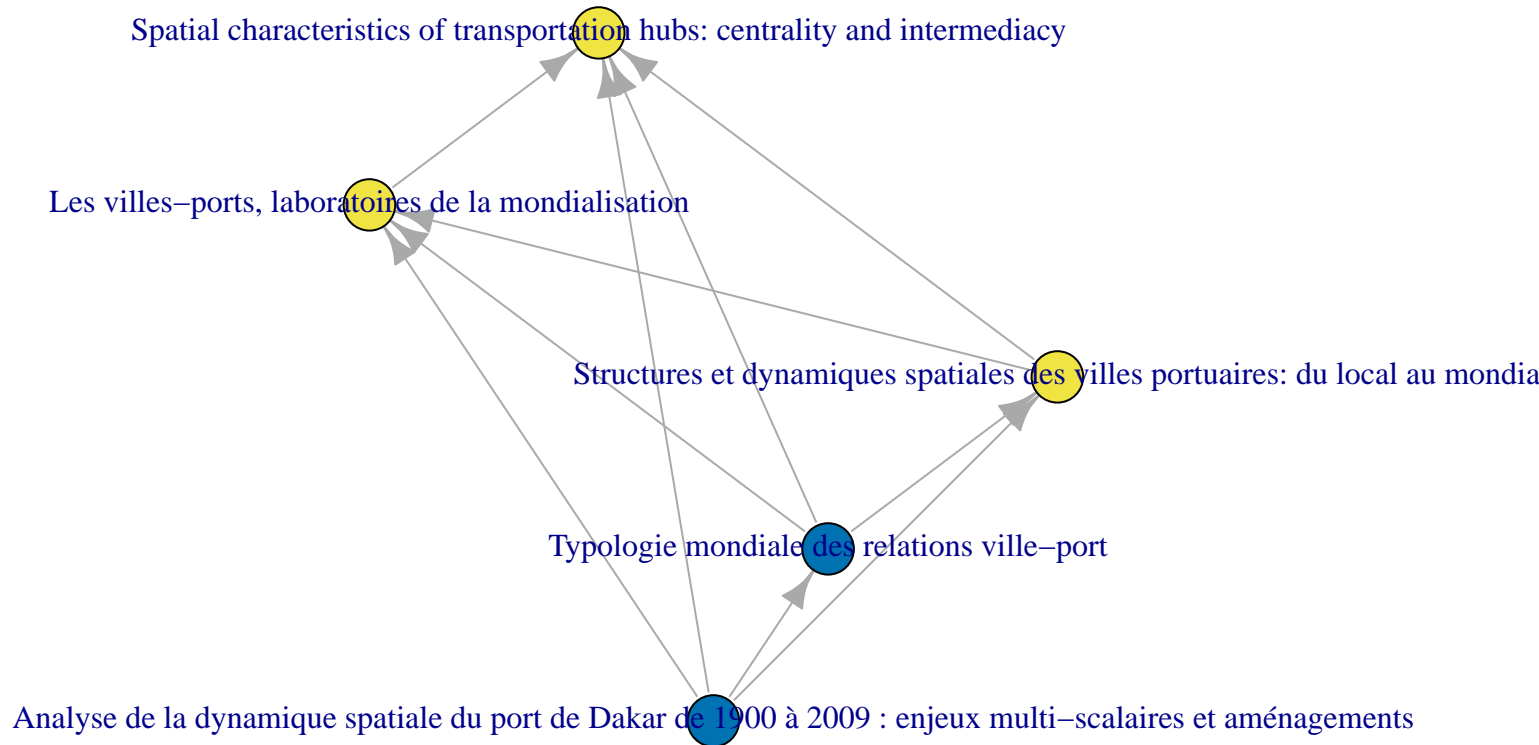 Spatial characteristics of transportation hubs: centrality and intermediacy
Les villes−ports, laboratoires de la mondialisation
Structures et dynamiques spatiales des villes portuaires: du local au mondia
Typologie mondiale des relations ville−port
Analyse de la dynamique spatiale du port de Dakar de 1900 à 2009 : enjeux multi−scalaires et aménagements